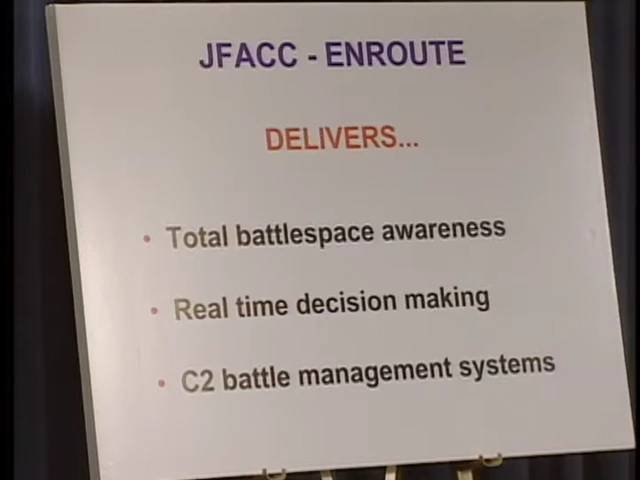 JFACC - ENROUTE
DELIVERS...
• Total battlespace awareness
• Real time decision making
• C2 battle management systems